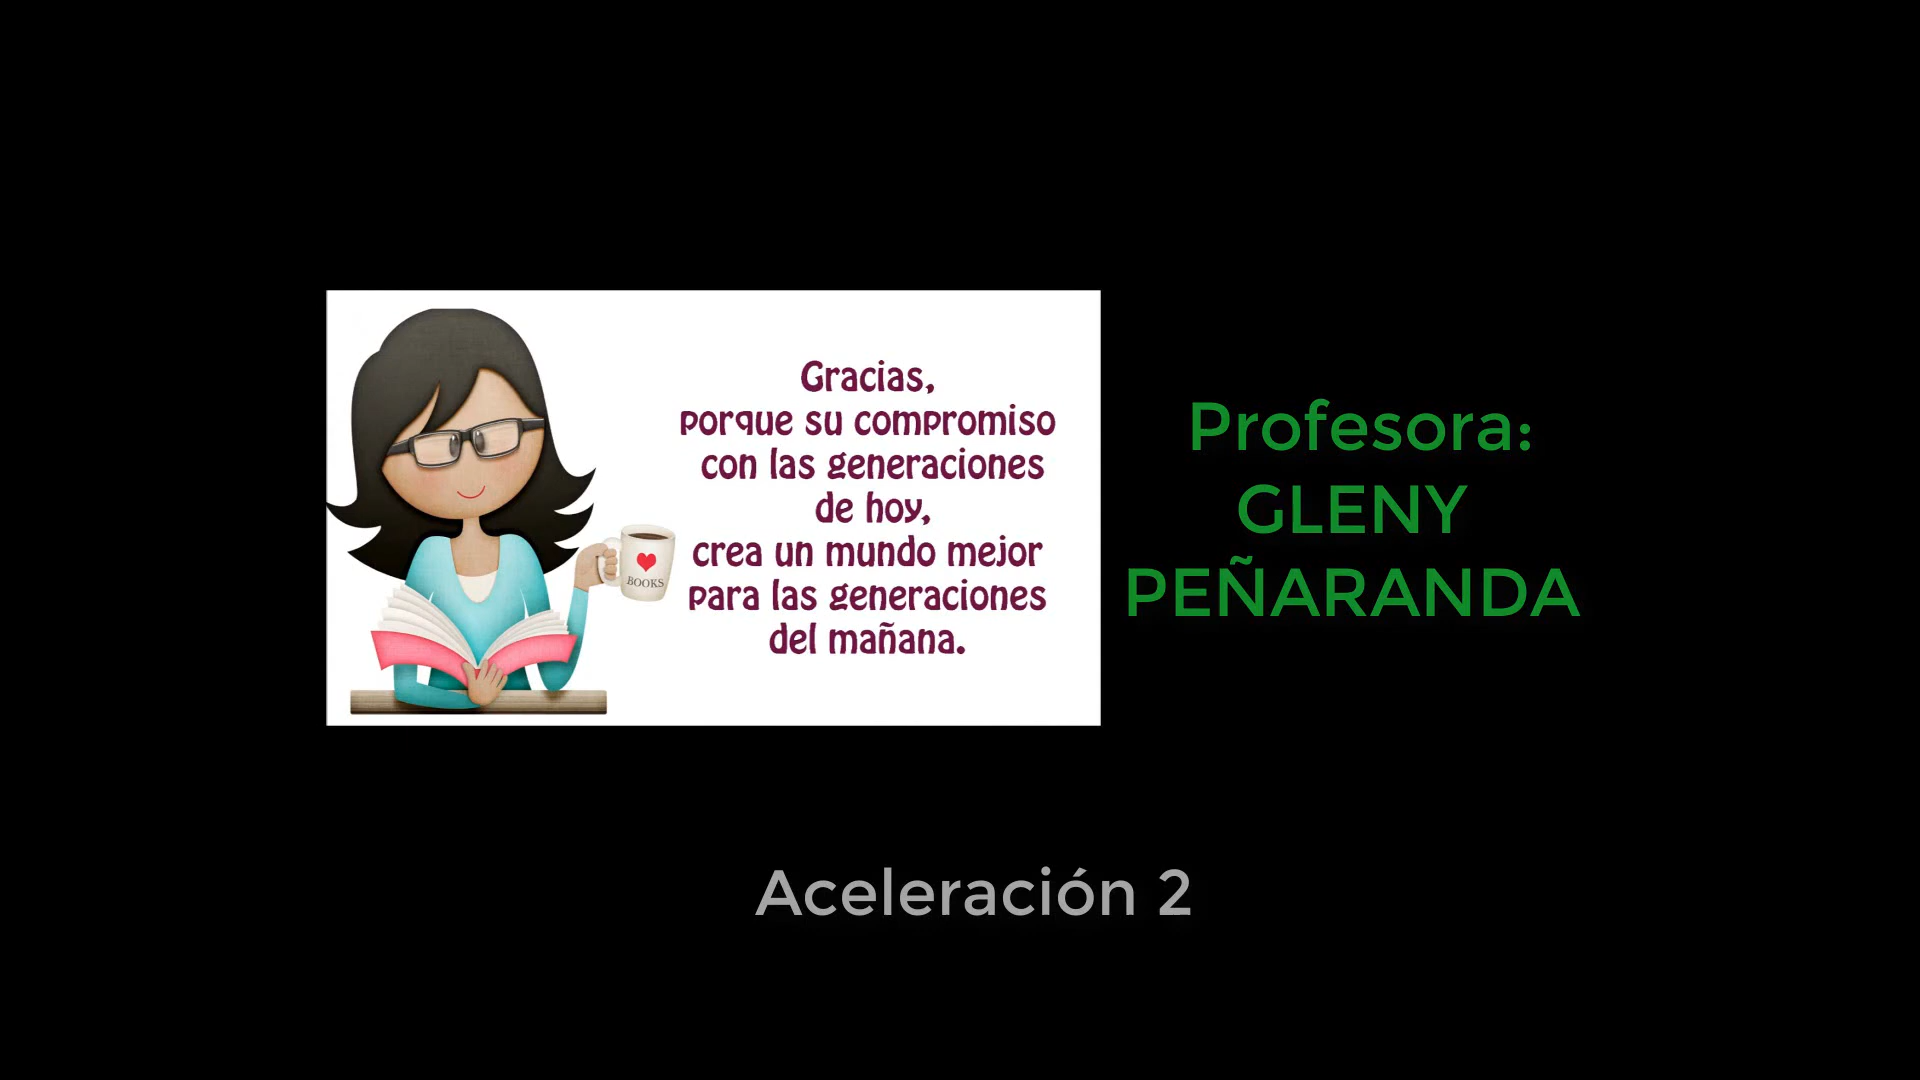 Gracias,
porque su compromiso
con las generaciones
de hoy,
crea un mundo mejor
para las generaciones
del mañana.
BOOKS
Profesora:
GLENY
PEÑARANDA
Aceleración 2